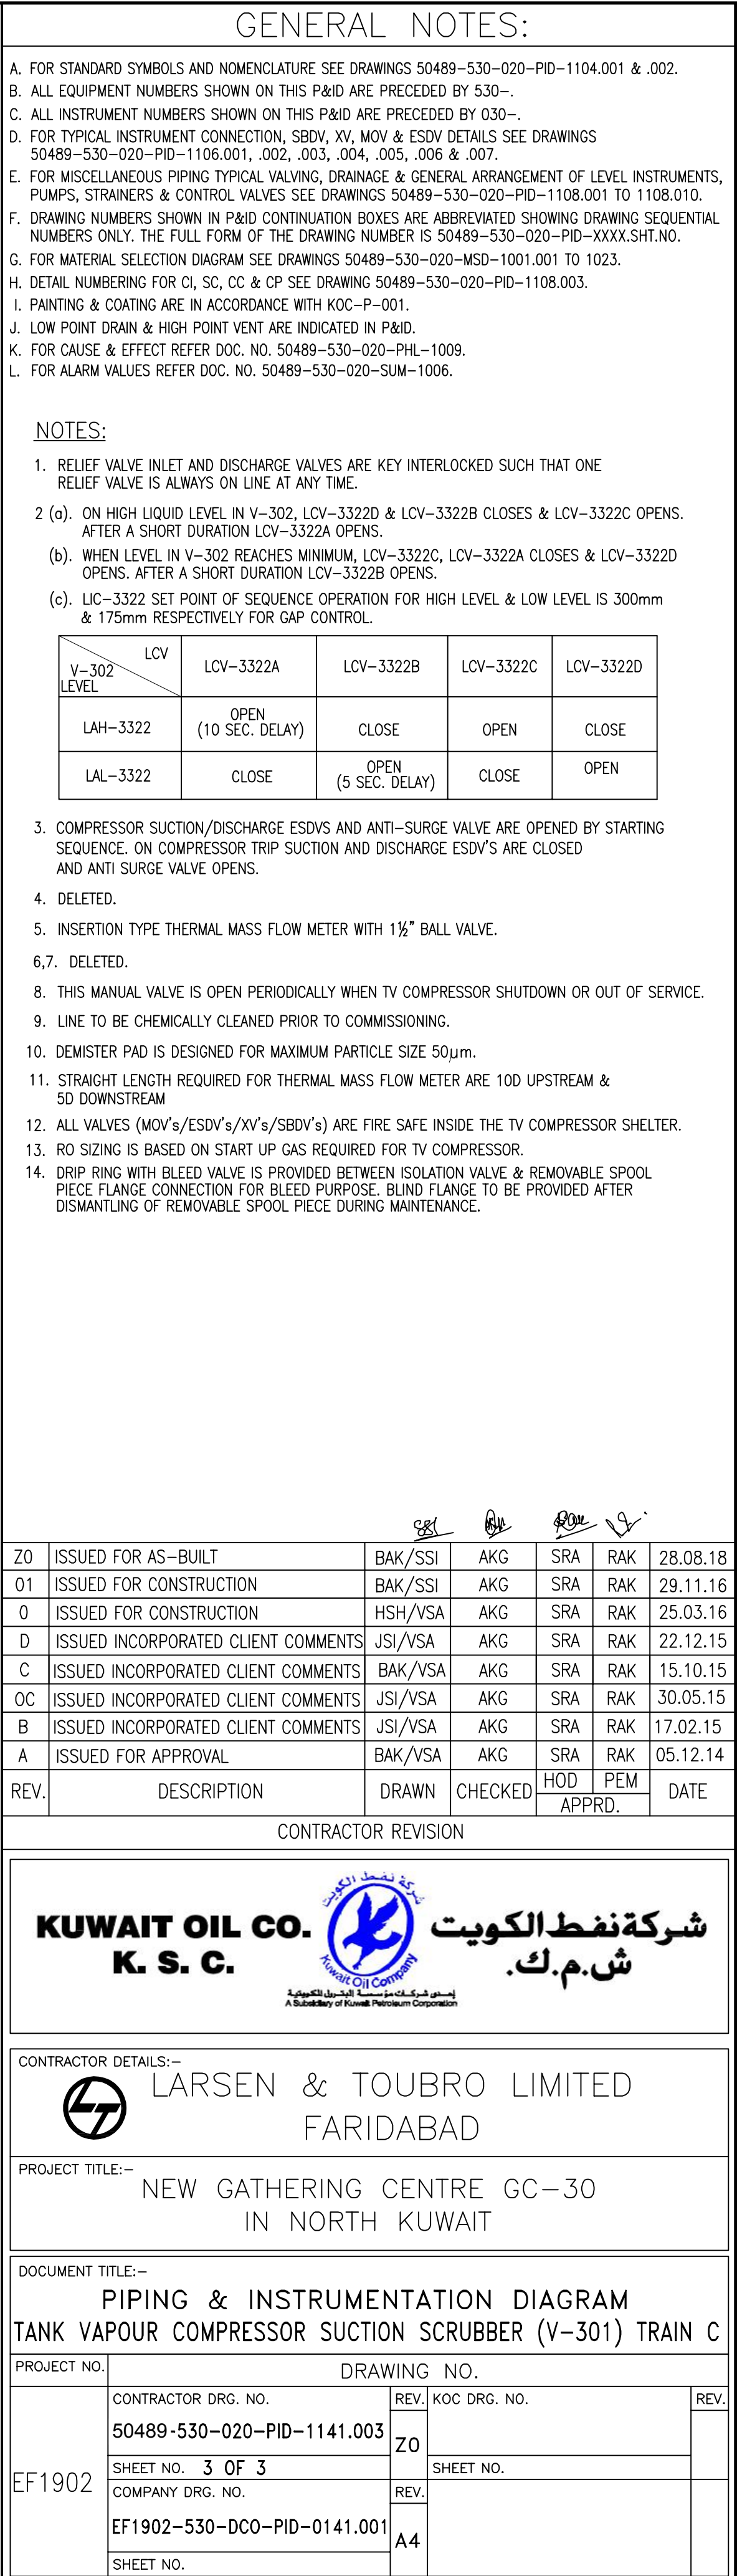 GENERAL NOTES:
A. FOR STANDARD SYMBOLS AND NOMENCLATURE SEE DRAWINGS 50489-530-020-PID-1104.001 & .002.
B. ALL EQUIPMENT NUMBERS SHOWN ON THIS P&ID ARE PRECEDED BY 530-.
C. ALL INSTRUMENT NUMBERS SHOWN ON THIS P&ID ARE PRECEDED BY 030-.
D. FOR TYPICAL INSTRUMENT CONNECTION, SBDV, XV, MOV & ESDV DETAILS SEE DRAWINGS
50489-530-020-PID-1106.001, .002, .003, .004, .005, .006 & .007.
E. FOR MISCELLANEOUS PIPING TYPICAL VALVING, DRAINAGE & GENERAL ARRANGEMENT OF LEVEL INSTRUMENTS,
PUMPS, STRAINERS & CONTROL VALVES SEE DRAWINGS 50489-530-020-PID-1108.001 TO 1108.010.
F. DRAWING NUMBERS SHOWN IN P&ID CONTINUATION BOXES ARE ABBREVIATED SHOWING DRAWING SEQUENTIAL
NUMBERS ONLY. THE FULL FORM OF THE DRAWING NUMBER IS 50489-530-020-PID-XXXX.SHT.NO.
G. FOR MATERIAL SELECTION DIAGRAM SEE DRAWINGS 50489-530-020-MSD-1001.001 TO 1023.
H. DETAIL NUMBERING FOR CI, SC, CC & CP SEE DRAWING 50489-530-020-PID-1108.003.
I. PAINTING & COATING ARE IN ACCORDANCE WITH KOC-P-001.
J. LOW POINT DRAIN & HIGH POINT VENT ARE INDICATED IN P&ID.
K. FOR CAUSE & EFFECT REFER DOC. NO. 50489-530-020-PHL-1009.
L. FOR ALARM VALUES REFER DOC. NO. 50489-530-020-SUM-1006.
NOTES:
1. RELIEF VALVE INLET AND DISCHARGE VALVES ARE KEY INTERLOCKED SUCH THAT ONE
RELIEF VALVE IS ALWAYS ON LINE AT ANY TIME.
2 (a). ON HIGH LIQUID LEVEL IN V-302, LCV-3322D & LCV-3322B CLOSES & LCV-3322C OPENS.
AFTER A SHORT DURATION LCV-3322A OPENS.
(b). WHEN LEVEL IN V-302 REACHES MINIMUM, LCV-3322C, LCV-3322A CLOSES & LCV-3322D
OPENS. AFTER A SHORT DURATION LCV-3322B OPENS.
(c). LIC-3322 SET POINT OF SEQUENCE OPERATION FOR HIGH LEVEL & LOW LEVEL IS 300mm
& 175mm RESPECTIVELY FOR GAP CONTROL.
LCV
V-302
LEVEL
LCV-3322A LCV-3322B LCV-3322C LCV-3322D
LAH-3322 OPEN (10 SEC. DELAY) CLOSE OPEN CLOSE
LAL-3322 CLOSE OPEN (5 SEC. DELAY) CLOSE OPEN
3. COMPRESSOR SUCTION/DISCHARGE ESDVS AND ANTI-SURGE VALVE ARE OPENED BY STARTING
SEQUENCE. ON COMPRESSOR TRIP SUCTION AND DISCHARGE ESDV'S ARE CLOSED
AND ANTI SURGE VALVE OPENS.
4. DELETED.
5. INSERTION TYPE THERMAL MASS FLOW METER WITH 1½" BALL VALVE.
6,7. DELETED.
8. THIS MANUAL VALVE IS OPEN PERIODICALLY WHEN TV COMPRESSOR SHUTDOWN OR OUT OF SERVICE.
9. LINE TO BE CHEMICALLY CLEANED PRIOR TO COMMISSIONING.
10. DEMISTER PAD IS DESIGNED FOR MAXIMUM PARTICLE SIZE 50µm.
11. STRAIGHT LENGTH REQUIRED FOR THERMAL MASS FLOW METER ARE 10D UPSTREAM &
5D DOWNSTREAM
12. ALL VALVES (MOV's/ESDV's/XV's/SBDV's) ARE FIRE SAFE INSIDE THE TV COMPRESSOR SHELTER.
13. RO SIZING IS BASED ON START UP GAS REQUIRED FOR TV COMPRESSOR.
14. DRIP RING WITH BLEED VALVE IS PROVIDED BETWEEN ISOLATION VALVE & REMOVABLE SPOOL
PIECE FLANGE CONNECTION FOR BLEED PURPOSE. BLIND FLANGE TO BE PROVIDED AFTER
DISMANTLING OF REMOVABLE SPOOL PIECE DURING MAINTENANCE.
Z0 ISSUED FOR AS-BUILT BAK/SSI AKG SRA RAK 28.08.18
01 ISSUED FOR CONSTRUCTION BAK/SSI AKG SRA RAK 29.11.16
0 ISSUED FOR CONSTRUCTION HSH/VSA AKG SRA RAK 25.03.16
D ISSUED INCORPORATED CLIENT COMMENTS JSI/VSA AKG SRA RAK 22.12.15
C ISSUED INCORPORATED CLIENT COMMENTS BAK/VSA AKG SRA RAK 15.10.15
OC ISSUED INCORPORATED CLIENT COMMENTS JSI/VSA AKG SRA RAK 30.05.15
B ISSUED INCORPORATED CLIENT COMMENTS JSI/VSA AKG SRA RAK 17.02.15
A ISSUED FOR APPROVAL BAK/VSA AKG SRA RAK 05.12.14
REV. DESCRIPTION DRAWN CHECKED HOD PEM APPRD. DATE
CONTRACTOR REVISION
KUWAIT OIL CO.
K. S. C.
شركة نفط الكويت
Kuwait Oil Company
شركة نفط الكويت
ش.م.ك.
إحدى شركات مؤسسة البترول الكويتية
A Subsidiary of Kuwait Petroleum Corporation
CONTRACTOR DETAILS:-
LT
LARSEN & TOUBRO LIMITED
FARIDABAD
PROJECT TITLE:-
NEW GATHERING CENTRE GC-30
IN NORTH KUWAIT
DOCUMENT TITLE:-
PIPING & INSTRUMENTATION DIAGRAM
TANK VAPOUR COMPRESSOR SUCTION SCRUBBER (V-301) TRAIN C
PROJECT NO. DRAWING NO.
CONTRACTOR DRG. NO. REV. KOC DRG. NO. REV.
50489-530-020-PID-1141.003 Z0
SHEET NO. 3 OF 3 SHEET NO.
EF1902
COMPANY DRG. NO. REV.
EF1902-530-DCO-PID-0141.001 A4
SHEET NO.